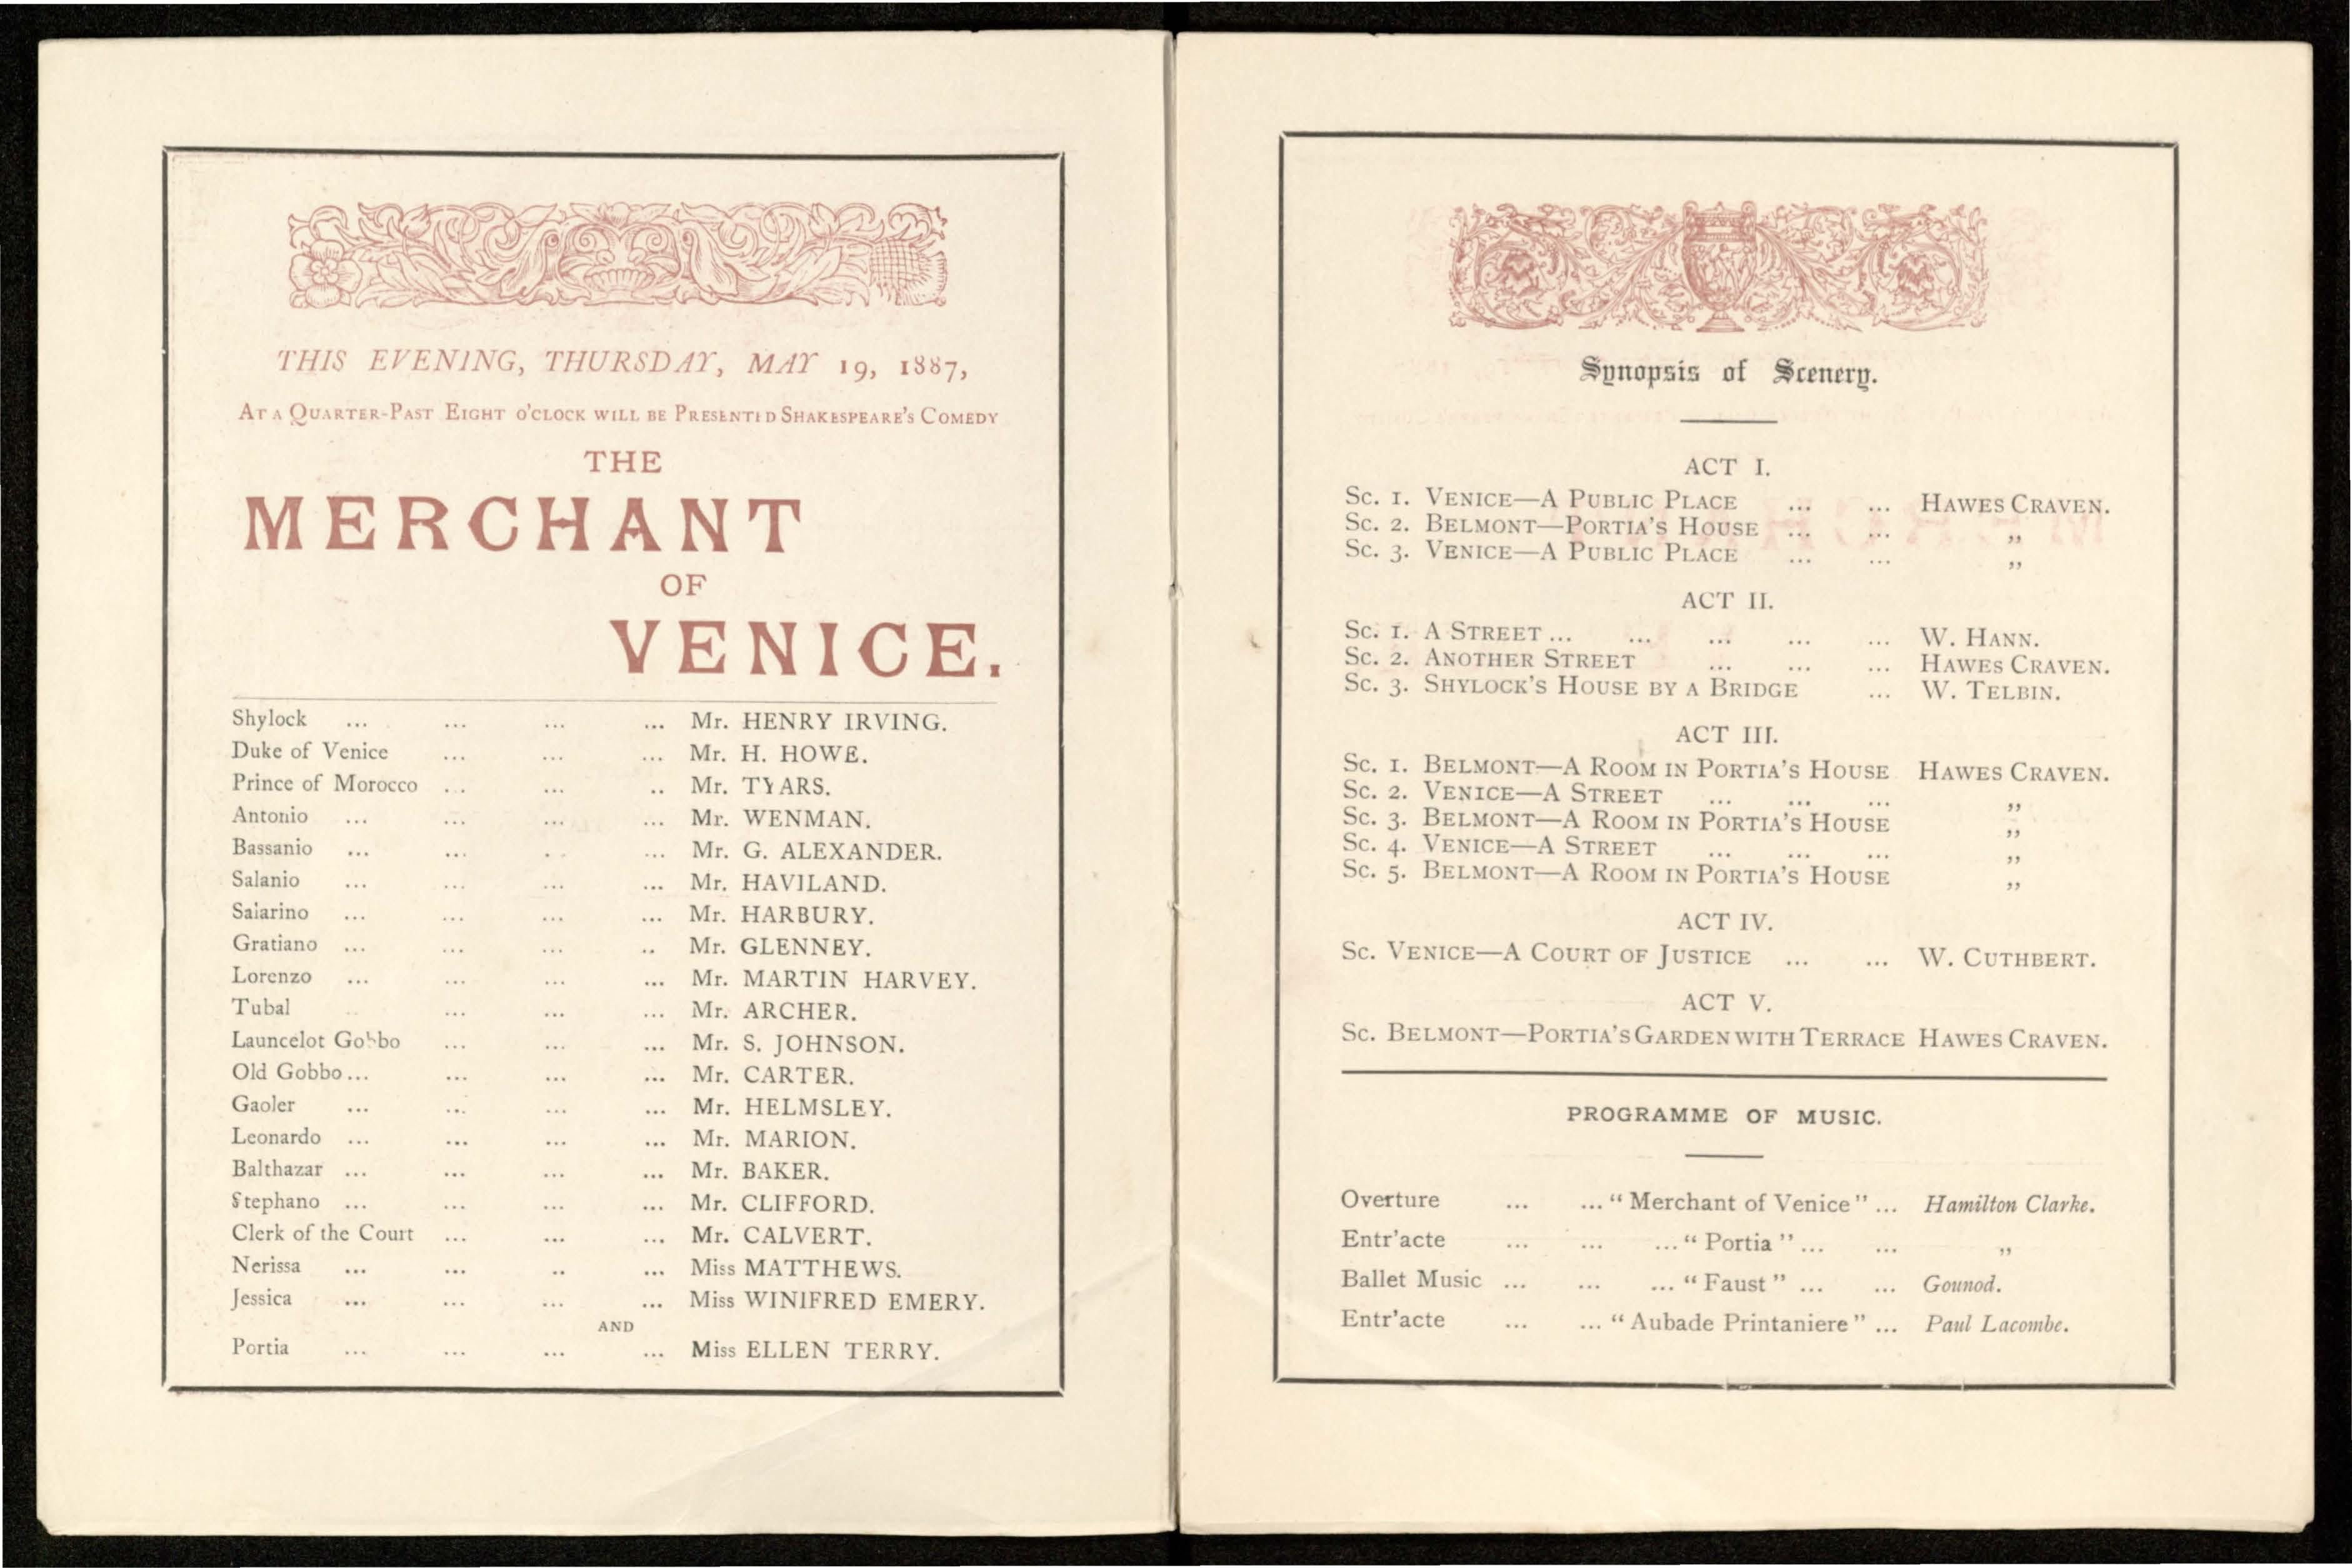 THIS EVENING, THURSDAY, MAY 19, 1887,
AT A QUARTER-PAST EIGHT O'CLOCK WILL BE PRESENTED SHAKESPEARE'S COMEDY
THE
MERCHANT
OF
VENICE.
Shylock ... ... ... ... Mr. HENRY IRVING.
Duke of Venice ... ... ... Mr. H. HOWE.
Prince of Morocco ... ... .. Mr. TYARS.
Antonio ... ... ... ... Mr. WENMAN.
Bassanio ... ... . . ... Mr. G. ALEXANDER.
Salanio ... ... ... ... Mr. HAVILAND.
Salarino ... ... ... ... Mr. HARBURY.
Gratiano ... ... ... .. Mr. GLENNEY.
Lorenzo ... ... ... ... Mr. MARTIN HARVEY.
Tubal .. ... ... ... Mr. ARCHER.
Launcelot Gobbo ... ... ... Mr. S. JOHNSON.
Old Gobbo... ... ... ... Mr. CARTER.
Gaoler ... ... ... ... Mr. HELMSLEY.
Leonardo ... ... ... ... Mr. MARION.
Balthazar ... ... ... ... Mr. BAKER.
Stephano ... ... ... ... Mr. CLIFFORD.
Clerk of the Court ... ... ... Mr. CALVERT.
Nerissa ... ... .. ... Miss MATTHEWS.
Jessica ... ... ... ... Miss WINIFRED EMERY.
AND
Portia ... ... ... ... Miss ELLEN TERRY.
Synopsis of Scenery.
ACT I.
SC. 1. VENICE—A PUBLIC PLACE ... ... HAWES CRAVEN.
SC. 2. BELMONT—PORTIA'S HOUSE ... ... ,,
SC. 3. VENICE—A PUBLIC PLACE ... ... ,,
ACT II.
SC. 1. A STREET ... ... ... ... ... W. HANN.
SC. 2. ANOTHER STREET ... ... ... HAWES CRAVEN.
SC. 3. SHYLOCK'S HOUSE BY A BRIDGE ... W. TELBIN.
ACT III.
SC. 1. BELMONT—A ROOM IN PORTIA'S HOUSE HAWES CRAVEN.
SC. 2. VENICE—A STREET ... ... ... ,,
SC. 3. BELMONT—A ROOM IN PORTIA'S HOUSE ,,
SC. 4. VENICE—A STREET ... ... ... ,,
SC. 5. BELMONT—A ROOM IN PORTIA'S HOUSE ,,
ACT IV.
SC. VENICE—A COURT OF JUSTICE ... ... W. CUTHBERT.
ACT V.
SC. BELMONT—PORTIA'S GARDEN WITH TERRACE HAWES CRAVEN.
PROGRAMME OF MUSIC.
Overture ... ... "Merchant of Venice" ... Hamilton Clarke.
Entr'acte ... ... ... "Portia" ... ... ,,
Ballet Music ... ... ... "Faust" ... ... Gounod.
Entr'acte ... ... "Aubade Printaniere" ... Paul Lacombe.